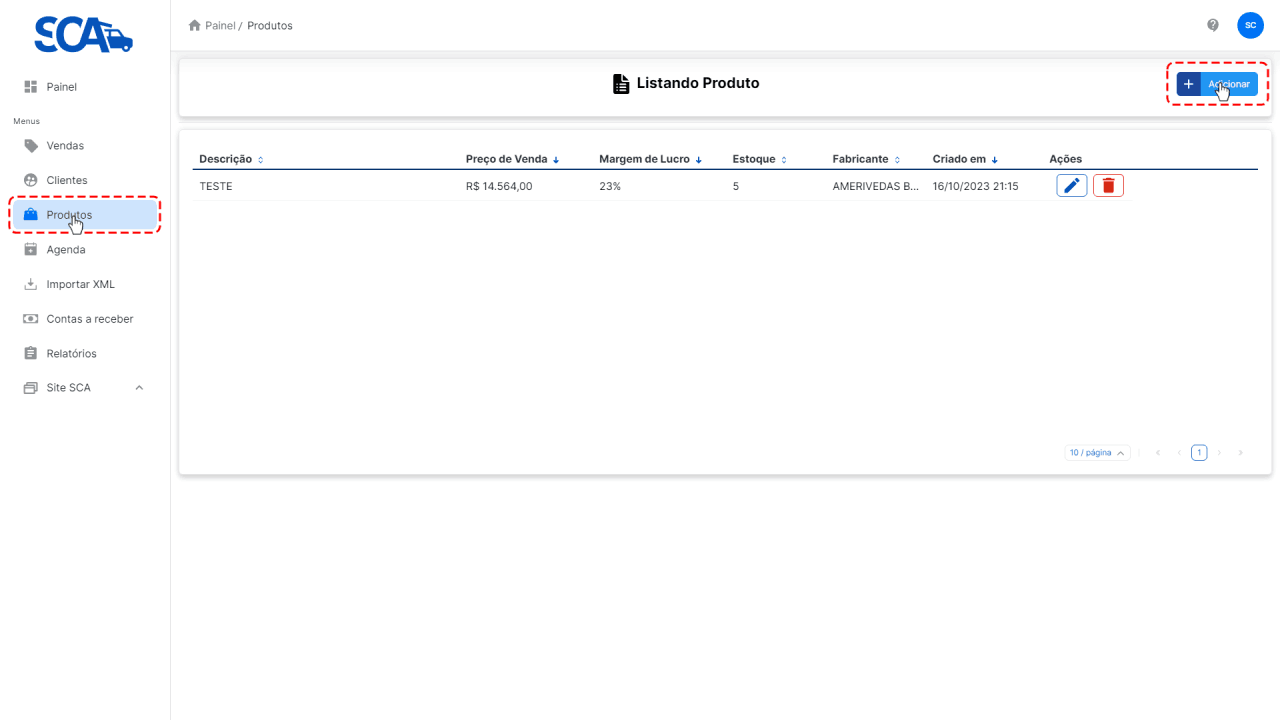 SCA
Painel / Produtos
SC
Painel
Menus
Vendas
Clientes
Produtos
Agenda
Importar XML
Contas a receber
Relatórios
Site SCA
Listando Produto
+ Adicionar
Descrição Preço de Venda Margem de Lucro Estoque Fabricante Criado em Ações
TESTE R$ 14.564,00 23% 5 AMERIVEDAS B... 16/10/2023 21:15
10 / página 1